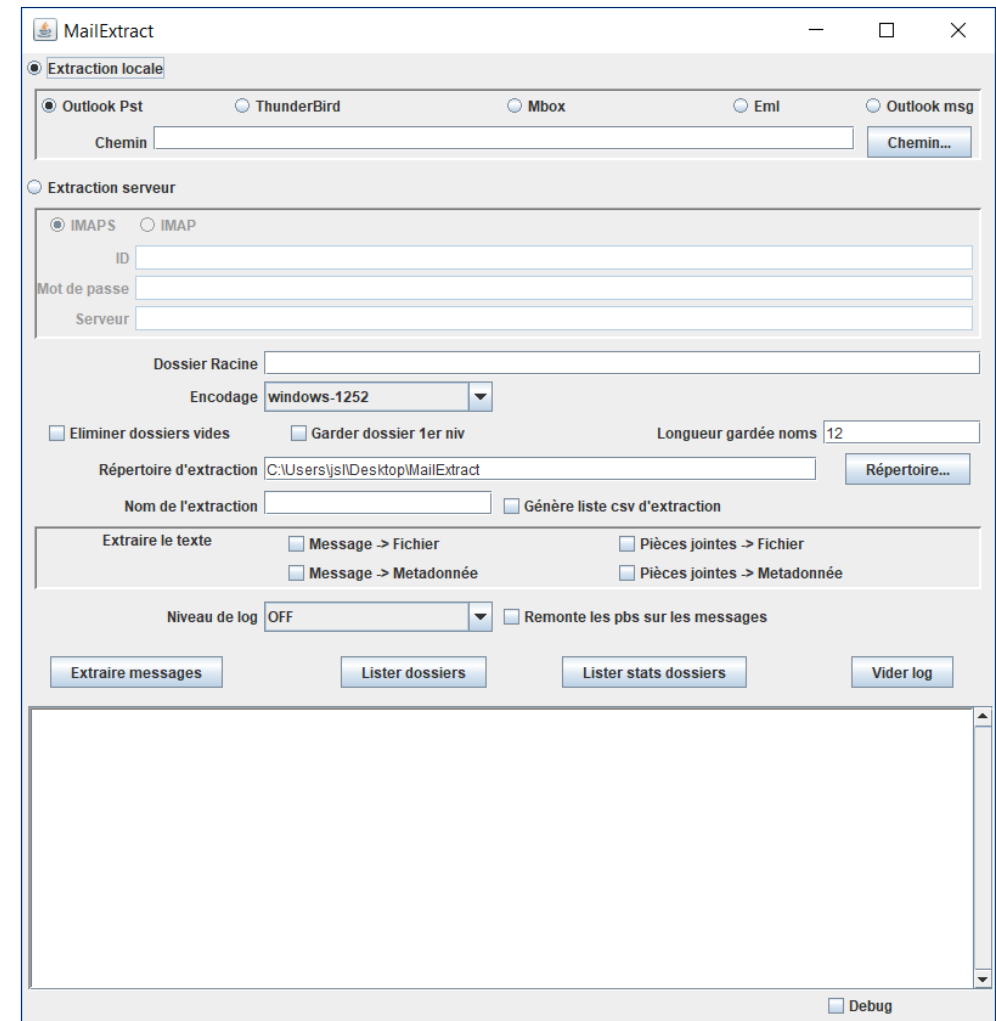 MailExtract
Extraction locale
Outlook Pst ThunderBird Mbox Eml Outlook msg
Chemin Chemin...
Extraction serveur
IMAPS IMAP
ID
Mot de passe
Serveur
Dossier Racine
Encodage windows-1252
Eliminer dossiers vides Garder dossier 1er niv Longueur gardée noms 12
Répertoire d'extraction C:\Users\jsl\Desktop\MailExtract Répertoire...
Nom de l'extraction Génère liste csv d'extraction
Extraire le texte Message -> Fichier Pièces jointes -> Fichier
Message -> Metadonnée Pièces jointes -> Metadonnée
Niveau de log OFF Remonte les pbs sur les messages
Extraire messages Lister dossiers Lister stats dossiers Vider log
Debug